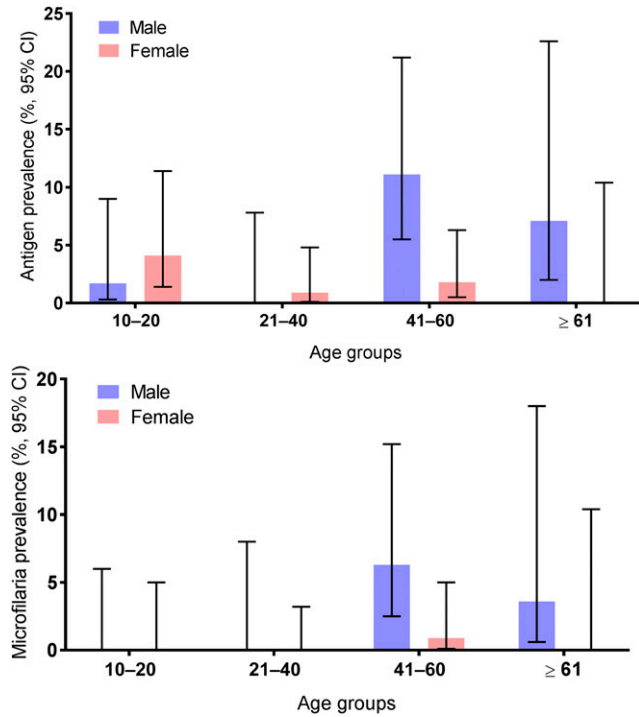 Antigen prevalence (%, 95% CI)
25
20
15
10
5
0
Male
Female
10–20
21–40
41–60
≥ 61
Age groups
Microfilaria prevalence (%, 95% CI)
20
15
10
5
0
Male
Female
10–20
21–40
41–60
≥ 61
Age groups